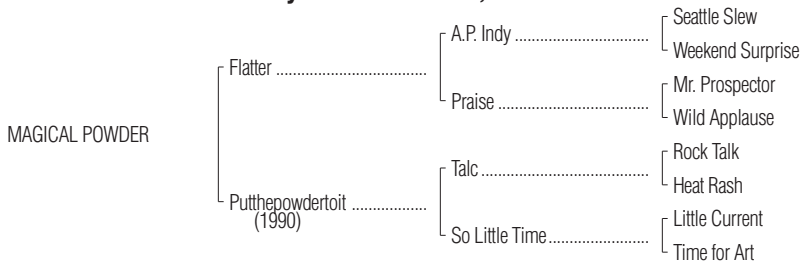 Seattle Slew
A.P. Indy ..................................
Weekend Surprise
Flatter ......................................
Mr. Prospector
Praise ......................................
Wild Applause
MAGICAL POWDER
Rock Talk
Talc ..........................................
Heat Rash
Putthepowdertoit ...................
(1990)
Little Current
So Little Time.........................
Time for Art